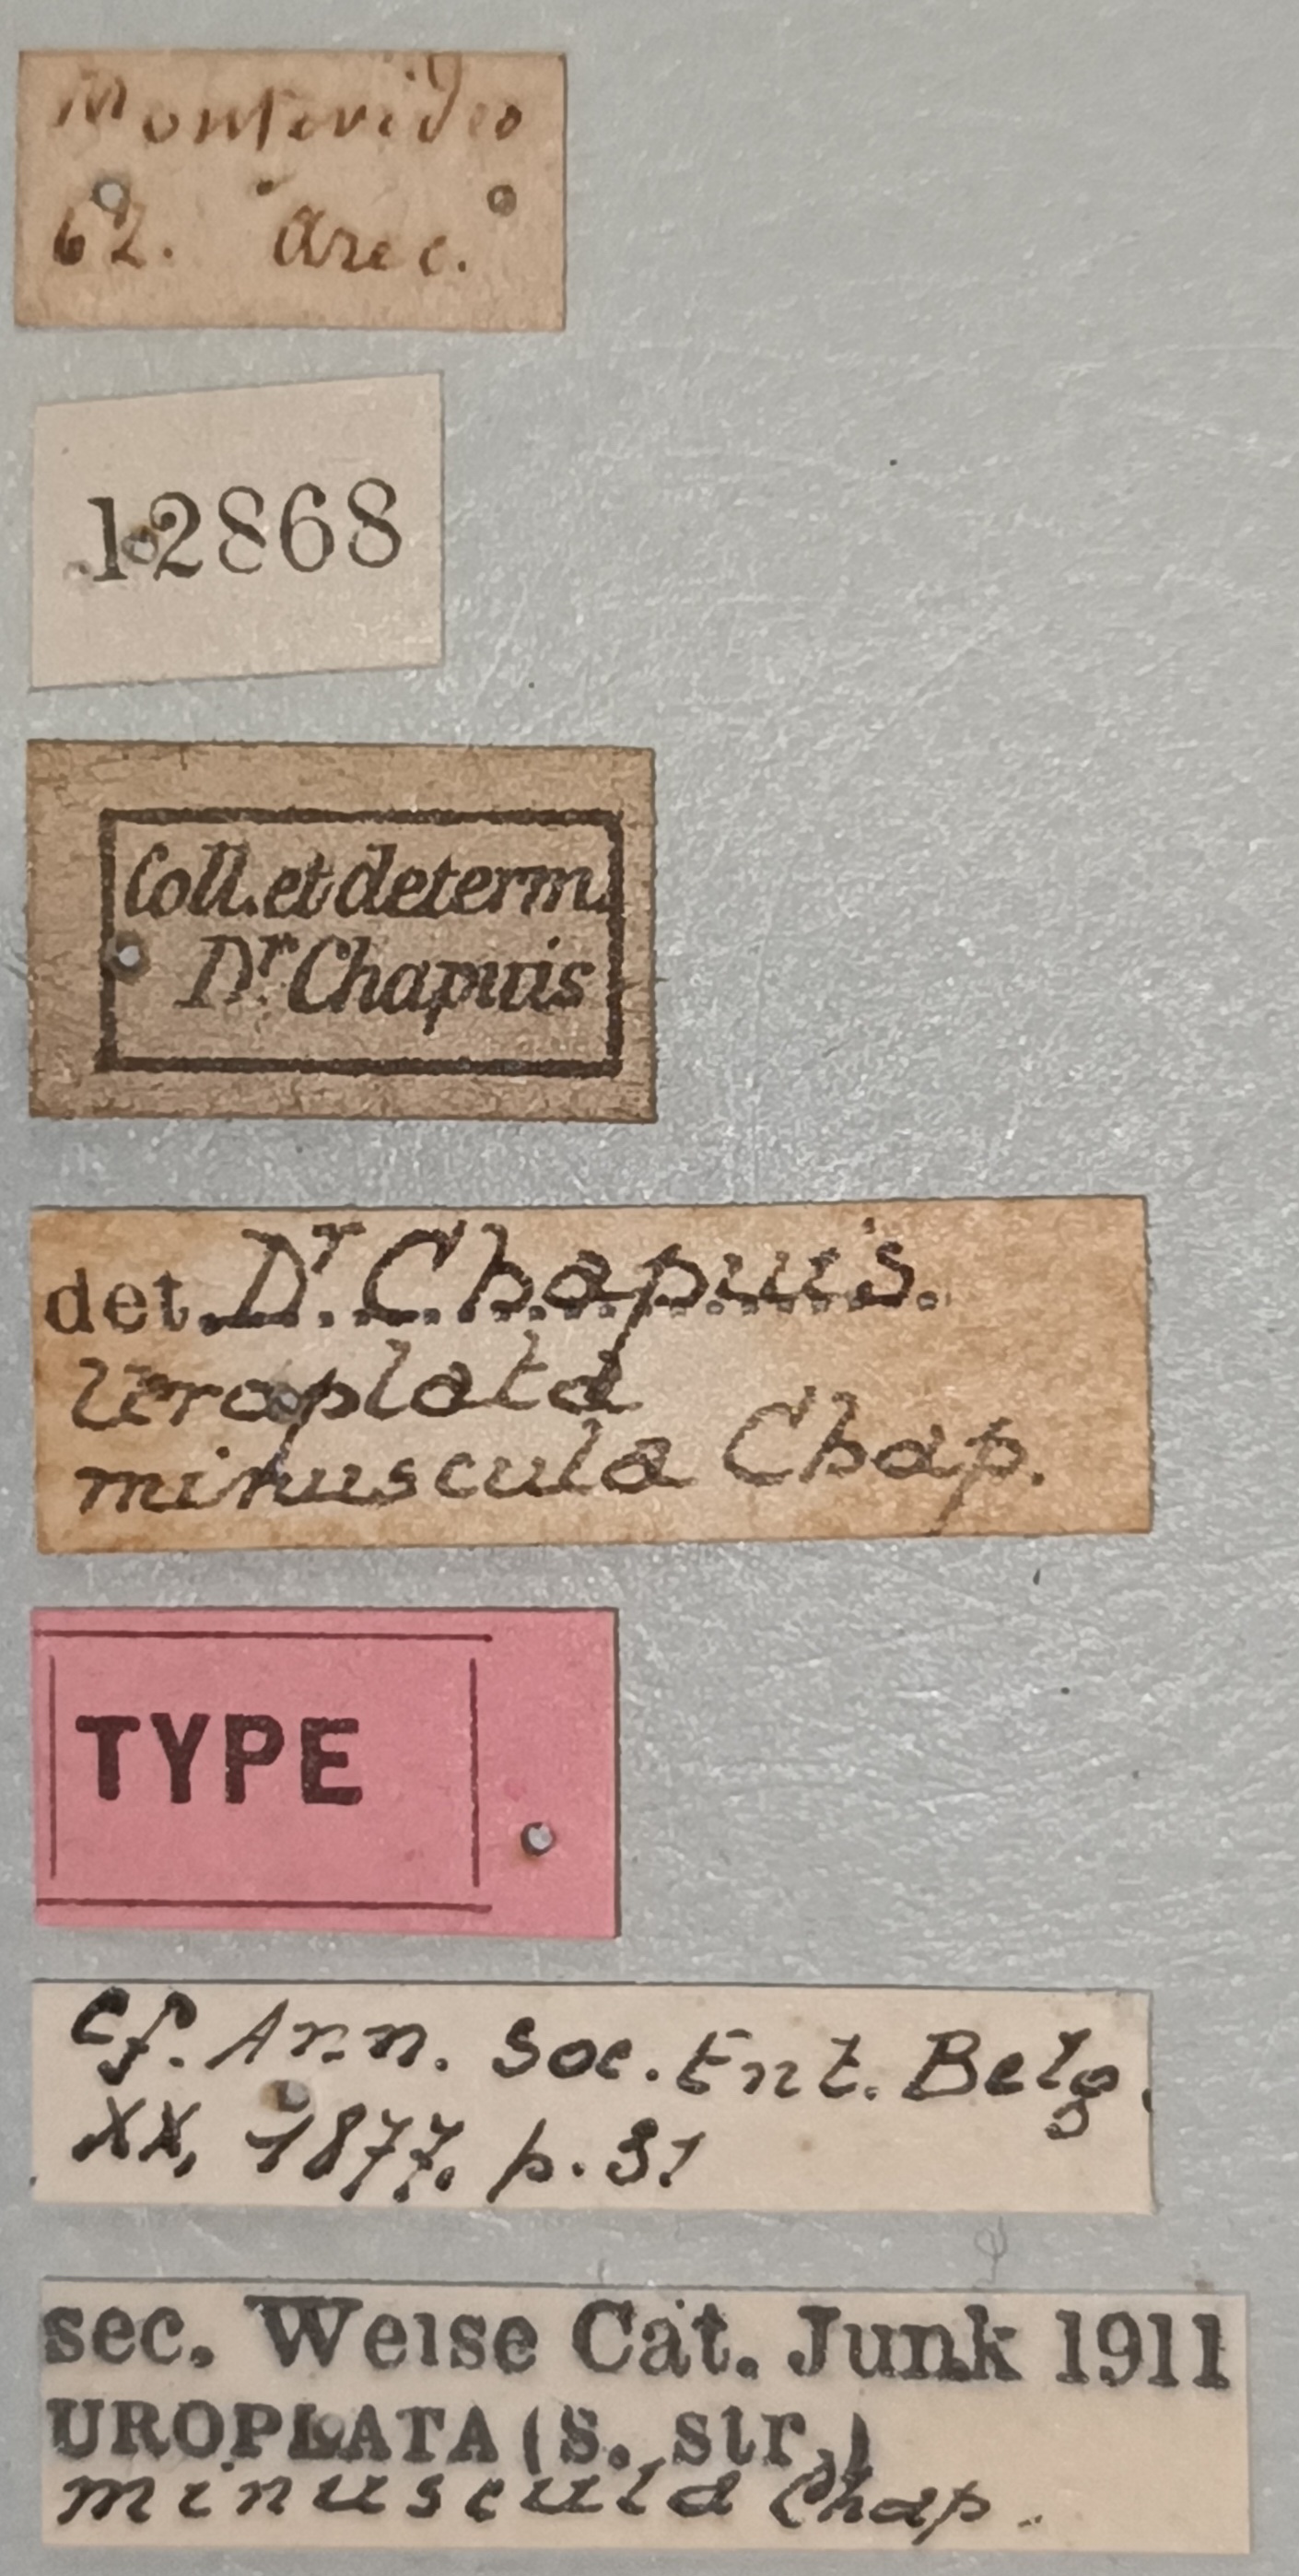 Montevideo
62. Arec.
12868
Coll. et determ.
Dr. Chapuis
det. Dr. Chapuis.
Uroplata
minuscula Chap.
TYPE
cf. Ann. Soc. Ent. Belg.
XX, 1877. p. 31
sec. Weise Cat. Junk 1911
UROPLATA (S. str.)
minuscula Chap.